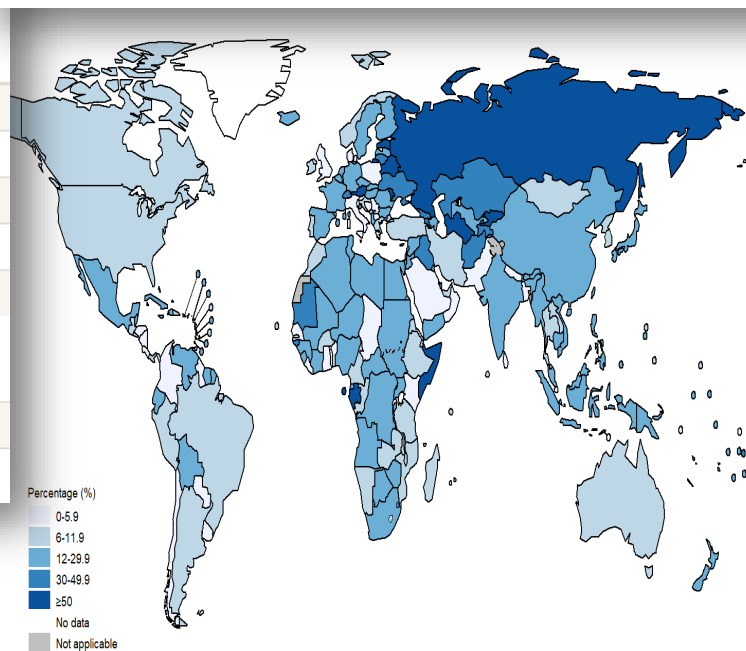 Percentage (%)
0-5.9
6-11.9
12-29.9
30-49.9
≥50
No data
Not applicable